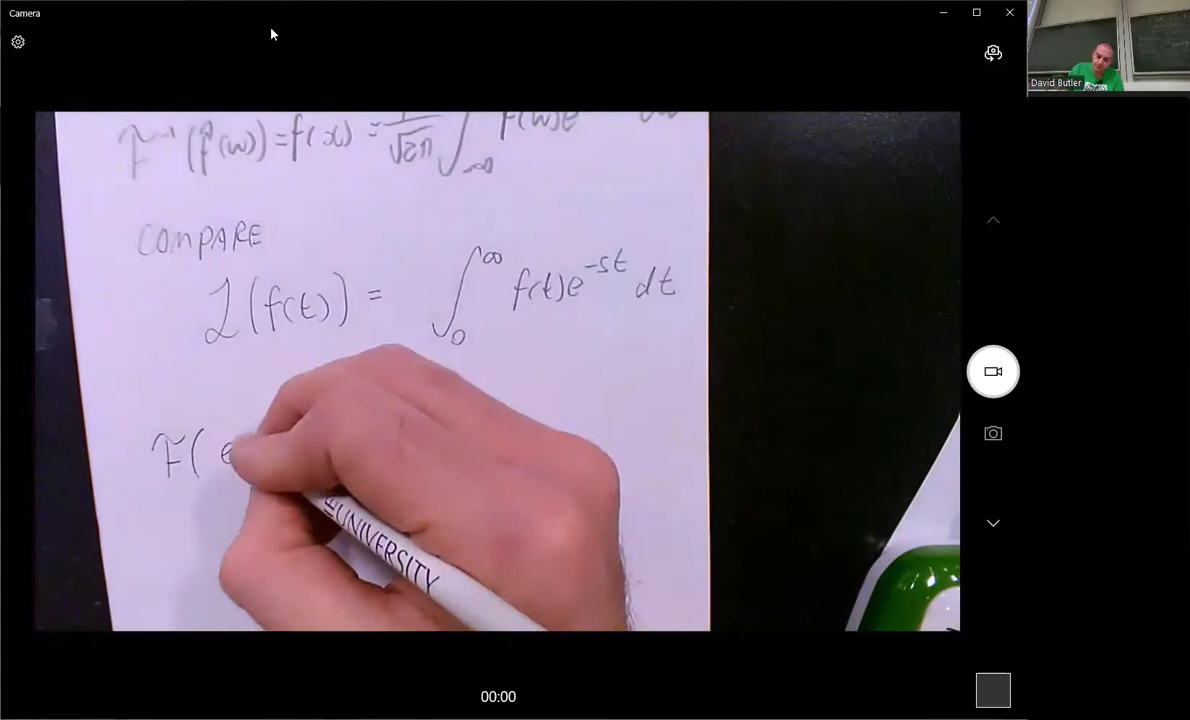 Camera
David Butler
F⁻¹(f̂(w)) = f(x) = 1/√2π ∫
COMPARE
L(f(t)) = ∫₀^∞ f(t)e^-st dt
F( e
UNIVERSITY
00:00